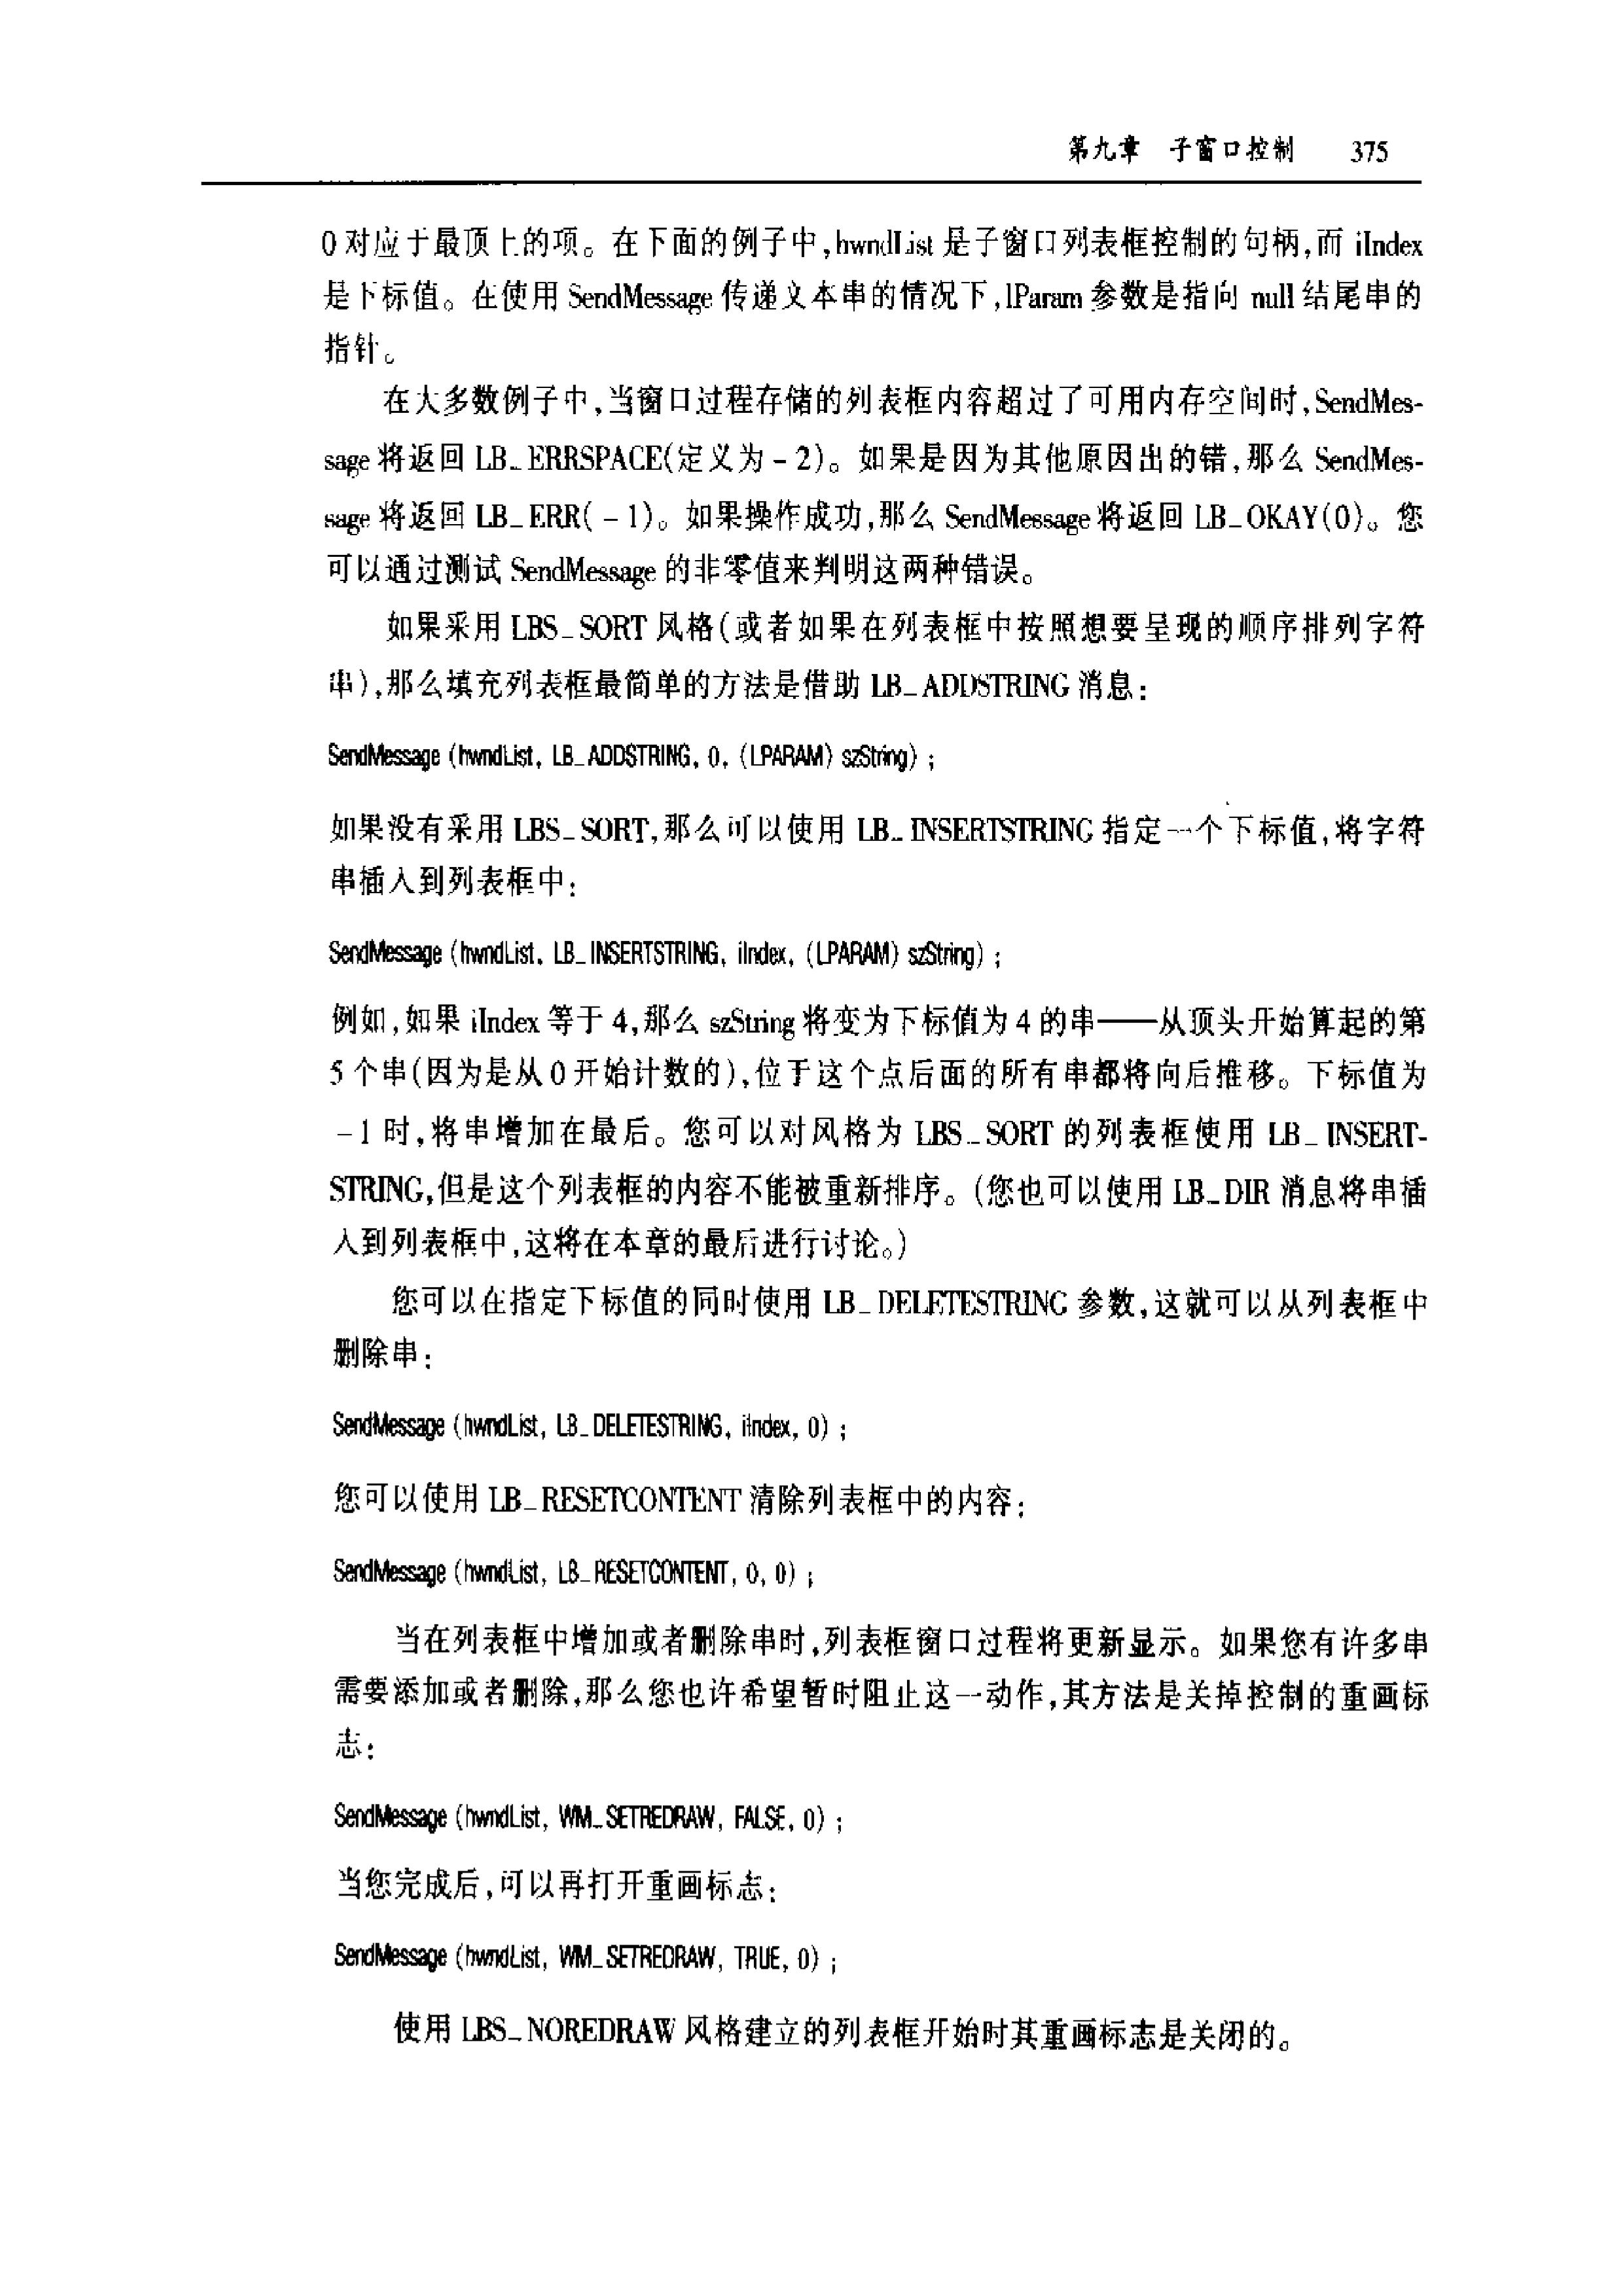 第九章 子窗口控制 375
0 对应于最顶上的项。在下面的例子中,hwndList 是子窗口列表框控制的句柄,而 iIndex
是下标值。在使用 SendMessage 传递文本串的情况下,lParam 参数是指向 null 结尾串的
指针。
在大多数例子中,当窗口过程存储的列表框内容超过了可用内存空间时,SendMes-
sage 将返回 LB_ERRSPACE(定义为 -2)。如果是因为其他原因出的错,那么 SendMes-
sage 将返回 LB_ERR(-1)。如果操作成功,那么 SendMessage 将返回 LB_OKAY(0)。您
可以通过测试 SendMessage 的非零值来判明这两种错误。
如果采用 LBS_SORT 风格(或者如果在列表框中按照想要呈现的顺序排列字符
串),那么填充列表框最简单的方法是借助 LB_ADDSTRING 消息:
SendMessage (hwndList, LB_ADDSTRING, 0, (LPARAM) szString) ;
如果没有采用 LBS_SORT,那么可以使用 LB_INSERTSTRING 指定一个下标值,将字符
串插入到列表框中:
SendMessage (hwndList, LB_INSERTSTRING, iIndex, (LPARAM) szString) ;
例如,如果 iIndex 等于 4,那么 szString 将变为下标值为 4 的串——从顶头开始算起的第
5 个串(因为是从 0 开始计数的),位于这个点后面的所有串都将向后推移。下标值为
-1 时,将串增加在最后。您可以对风格为 LBS_SORT 的列表框使用 LB_INSERT-
STRING,但是这个列表框的内容不能被重新排序。(您也可以使用 LB_DIR 消息将串插
入到列表框中,这将在本章的最后进行讨论。)
您可以在指定下标值的同时使用 LB_DELETESTRING 参数,这就可以从列表框中
删除串:
SendMessage (hwndList, LB_DELETESTRING, iIndex, 0) ;
您可以使用 LB_RESETCONTENT 清除列表框中的内容:
SendMessage (hwndList, LB_RESETCONTENT, 0, 0) ;
当在列表框中增加或者删除串时,列表框窗口过程将更新显示。如果您有许多串
需要添加或者删除,那么您也许希望暂时阻止这一动作,其方法是关掉控制的重画标
志:
SendMessage (hwndList, WM_SETREDRAW, FALSE, 0) ;
当您完成后,可以再打开重画标志:
SendMessage (hwndList, WM_SETREDRAW, TRUE, 0) ;
使用 LBS_NOREDRAW 风格建立的列表框开始时其重画标志是关闭的。